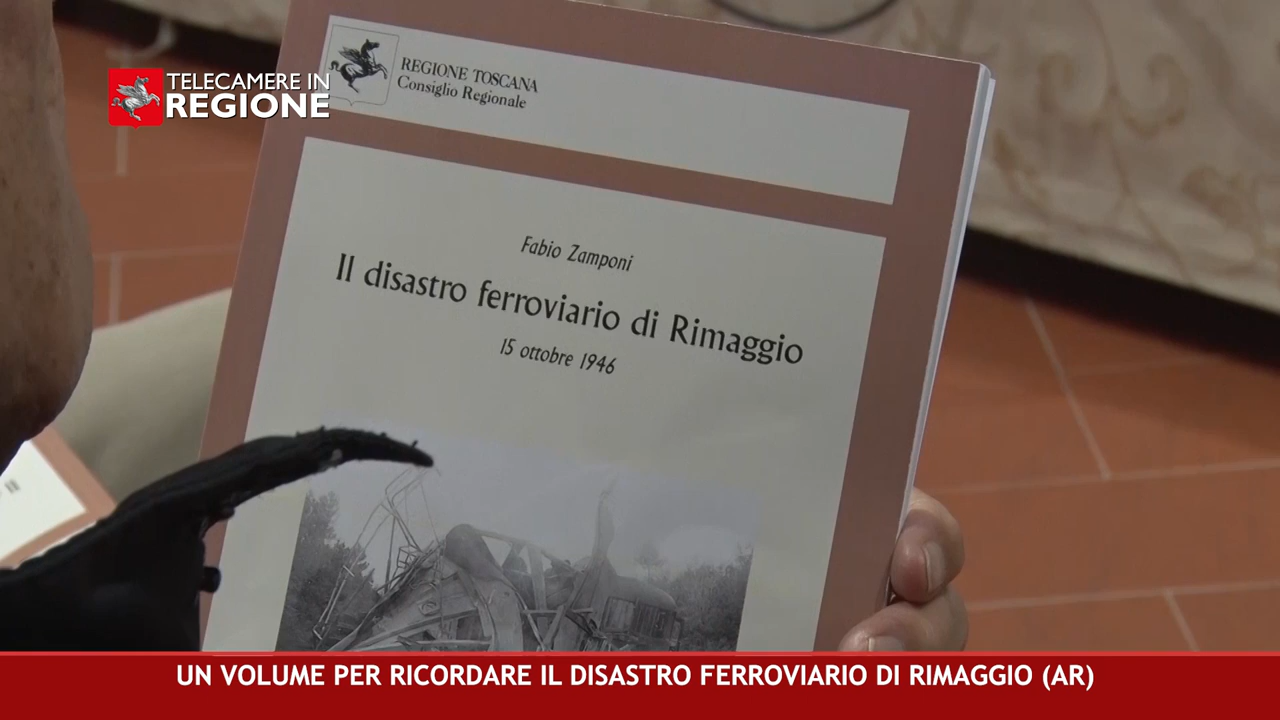 TELECAMERE IN
REGIONE
REGIONE TOSCANA
Consiglio Regionale
Fabio Zamponi
Il disastro ferroviario di Rimaggio
15 ottobre 1946
UN VOLUME PER RICORDARE IL DISASTRO FERROVIARIO DI RIMAGGIO (AR)